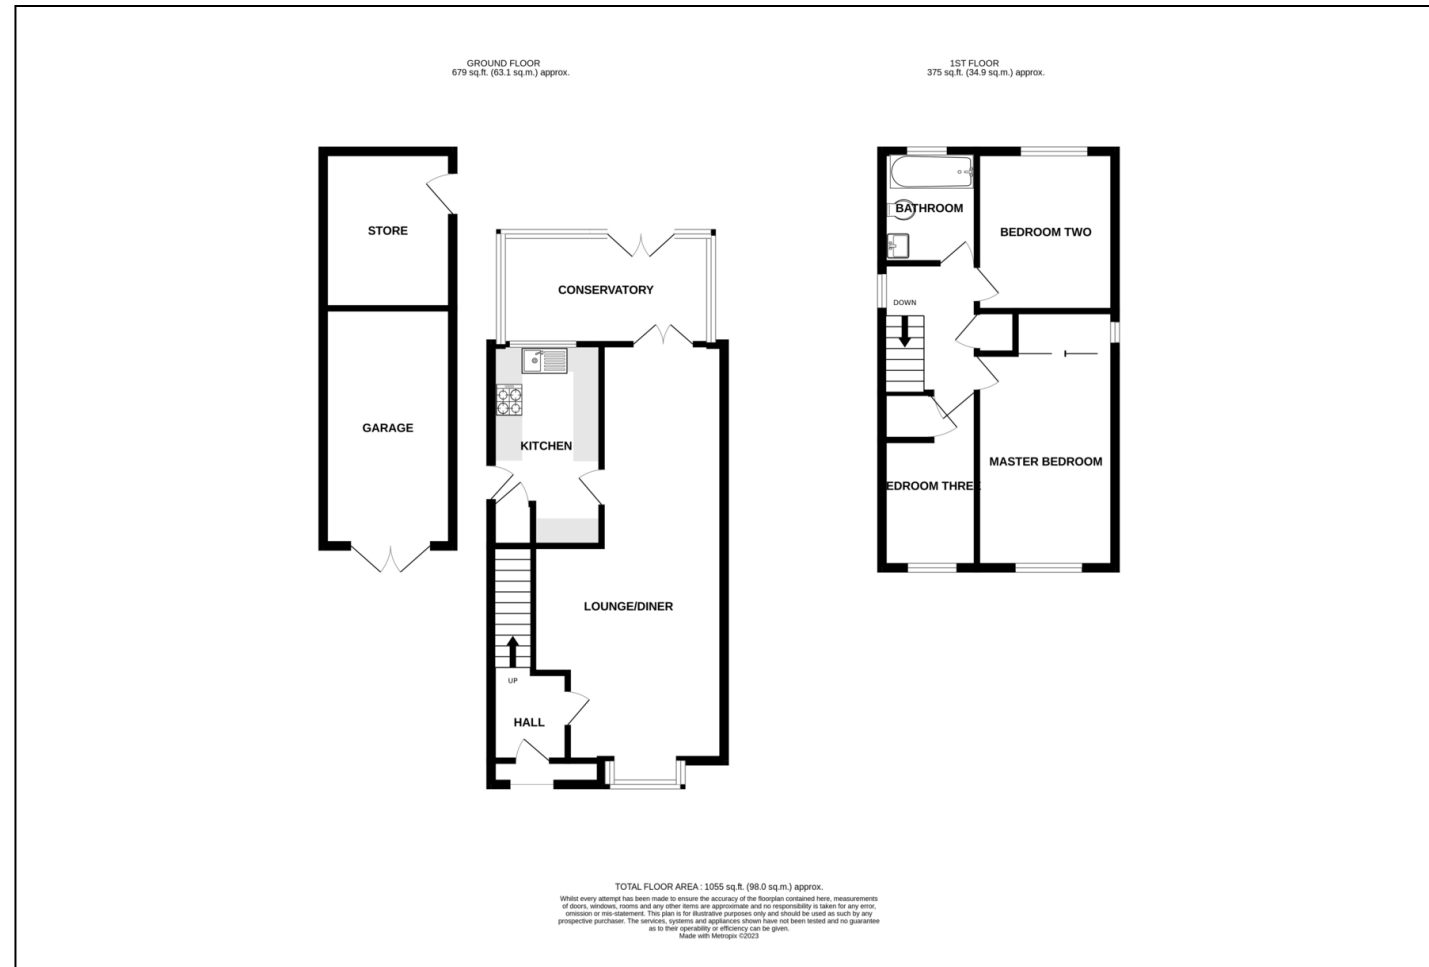 GROUND FLOOR
679 sq.ft. (63.1 sq.m.) approx.
1ST FLOOR
375 sq.ft. (34.9 sq.m.) approx.
STORE
GARAGE
CONSERVATORY
KITCHEN
LOUNGE/DINER
UP
HALL
BATHROOM
BEDROOM TWO
DOWN
MASTER BEDROOM
EDROOM THREE
TOTAL FLOOR AREA : 1055 sq.ft. (98.0 sq.m.) approx.
Whilst every attempt has been made to ensure the accuracy of the floorplan contained here, measurements
of doors, windows, rooms and any other items are approximate and no responsibility is taken for any error,
omission or mis-statement. This plan is for illustrative purposes only and should be used as such by any
prospective purchaser. The services, systems and appliances shown have not been tested and no guarantee
as to their operability or efficiency can be given.
Made with Metropix ©2023